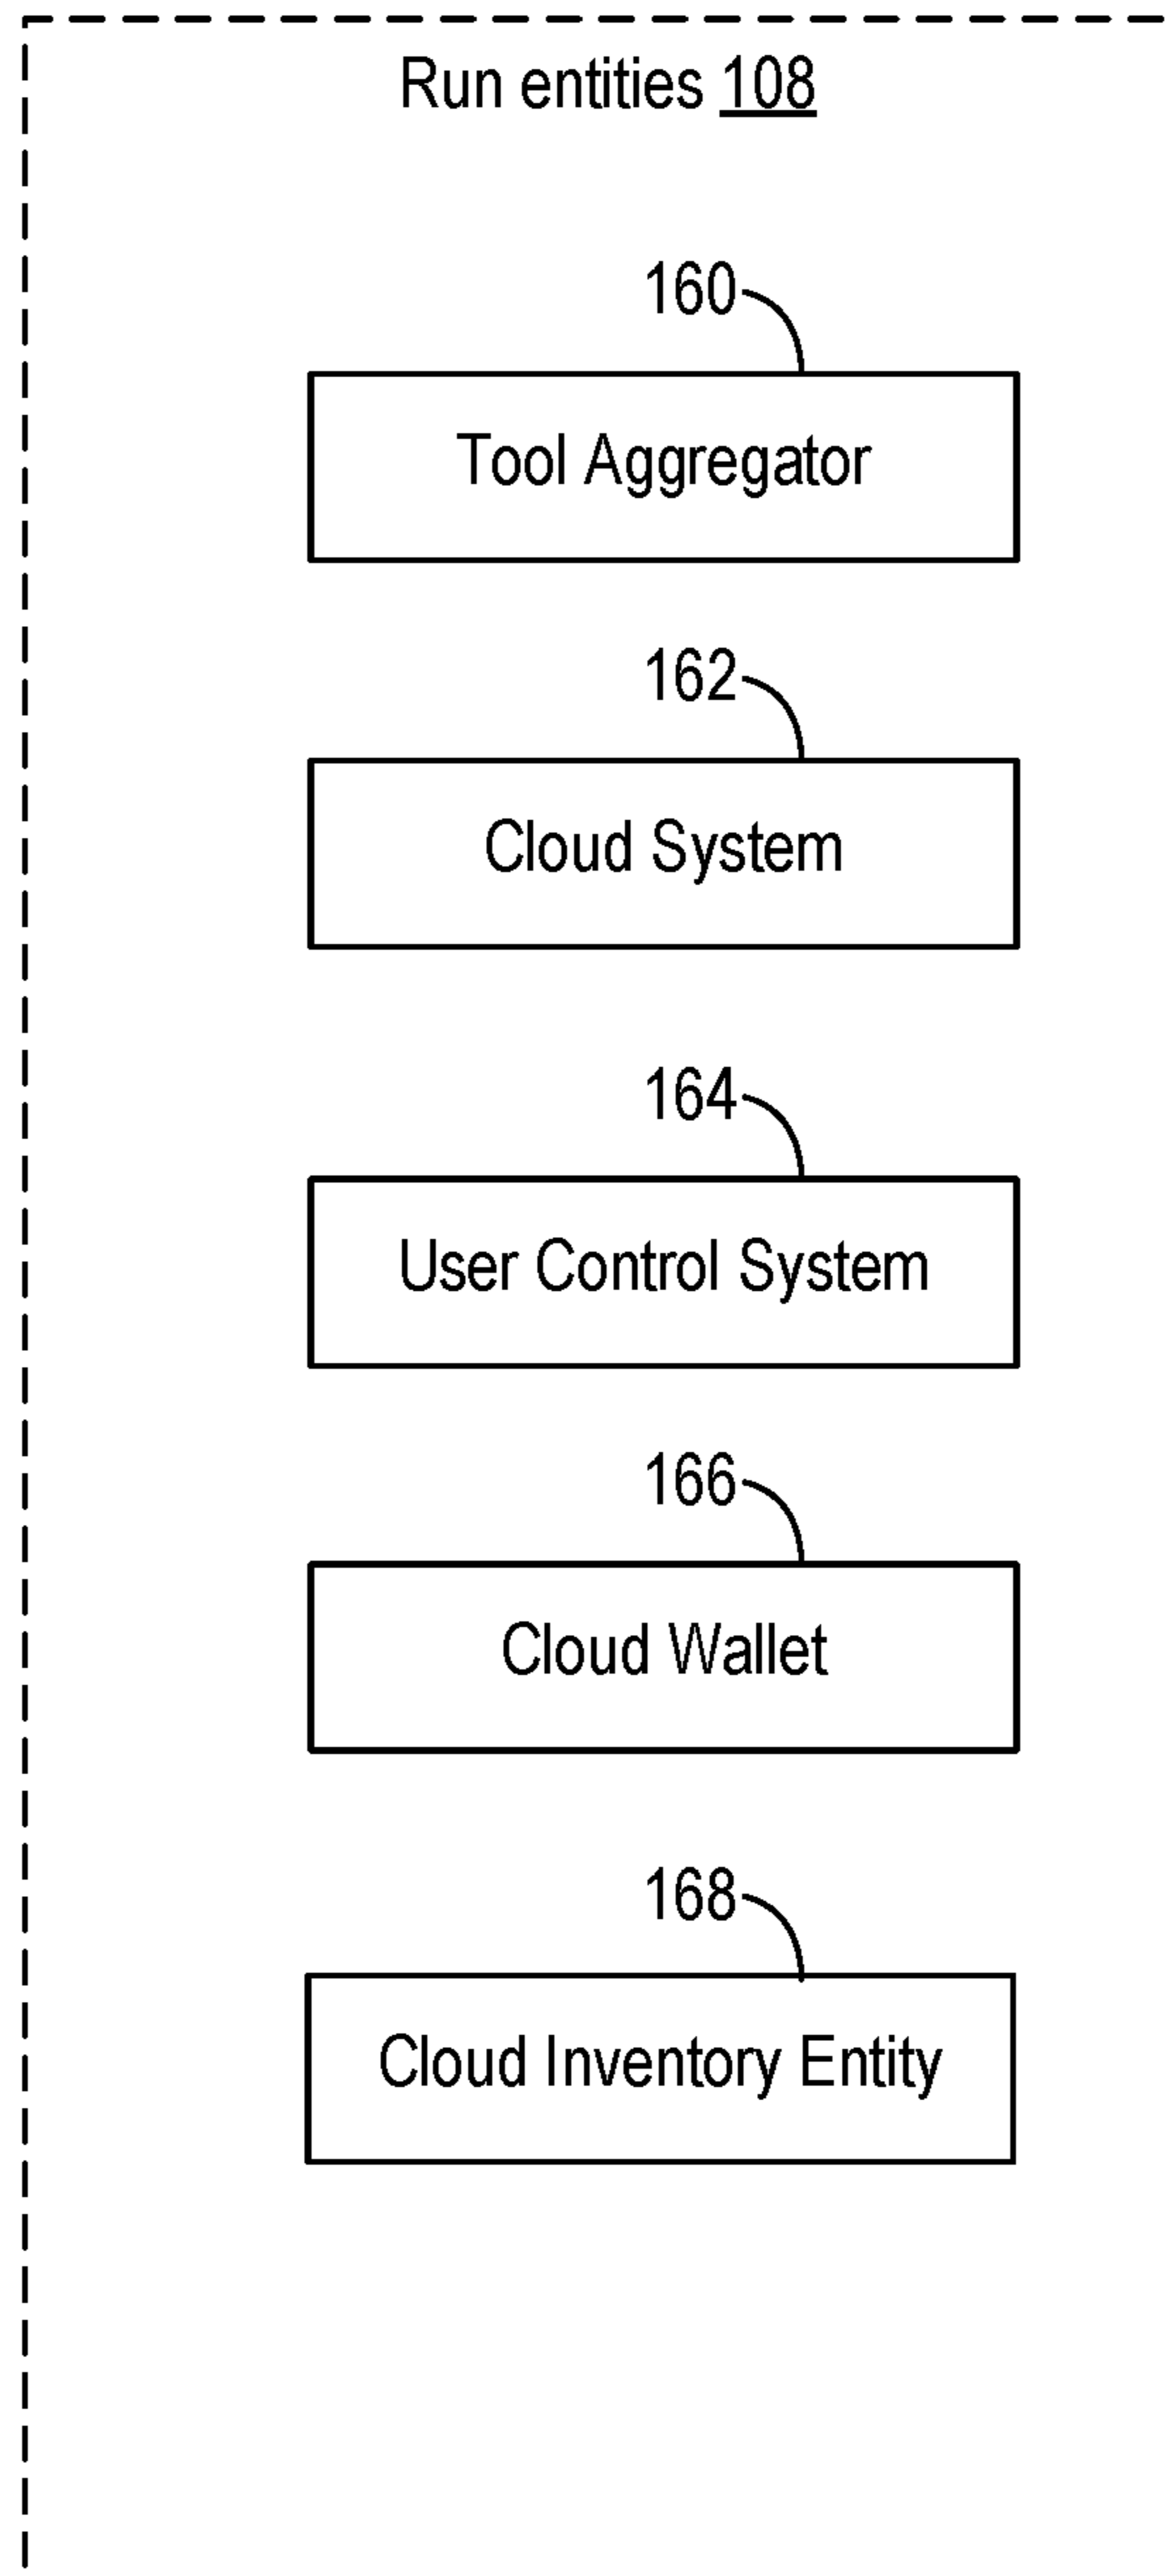 Run entities 108
160
Tool Aggregator
162
Cloud System
164
User Control System
166
Cloud Wallet
168
Cloud Inventory Entity